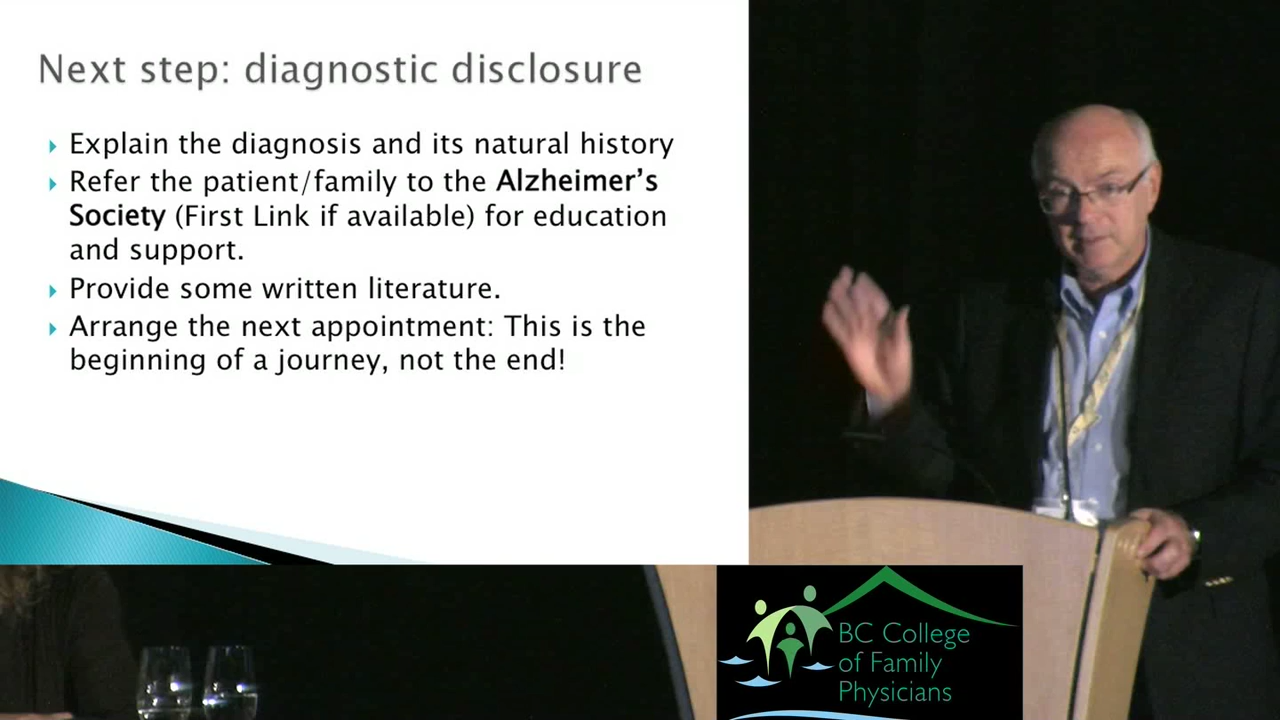 Next step: diagnostic disclosure
Explain the diagnosis and its natural history
Refer the patient/family to the Alzheimer's
Society (First Link if available) for education
and support.
Provide some written literature.
Arrange the next appointment: This is the
beginning of a journey, not the end!
BC College
of Family
Physicians